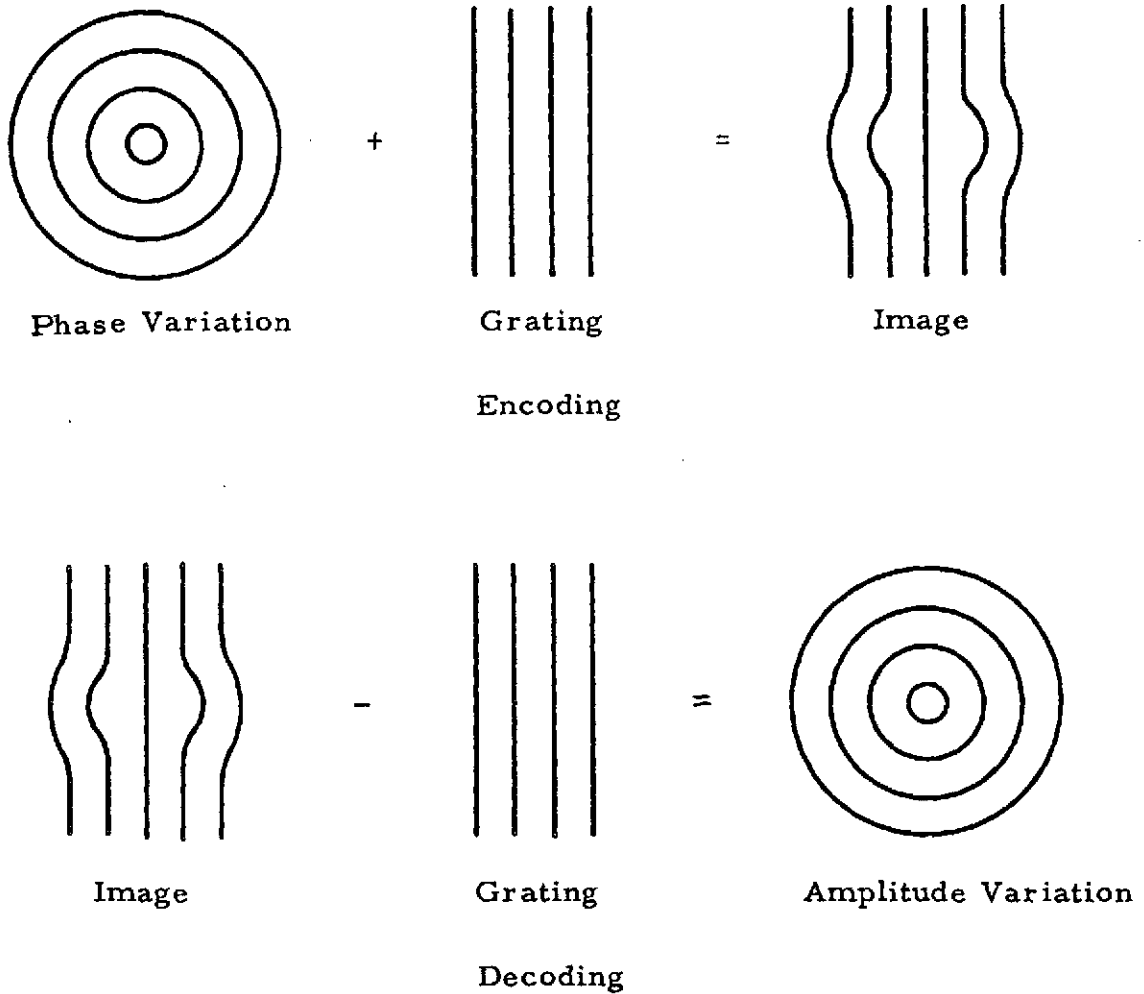 + =
Phase Variation Grating Image
Encoding
- =
Image Grating Amplitude Variation
Decoding